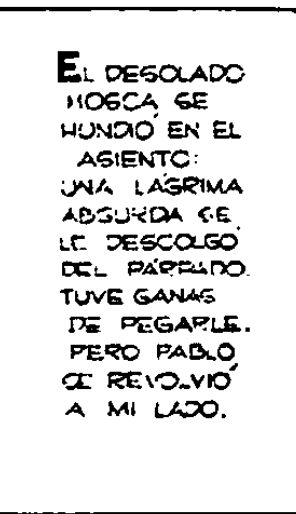 EL DESOLADO
MOSCA SE
HUNDIÓ EN EL
ASIENTO:
UNA LÁGRIMA
ABSURDA SE
LE DESCOLGÓ
DEL PÁRPADO.
TUVE GANAS
DE PEGARLE.
PERO PABLO
SE REVOLVIÓ
A MI LADO.